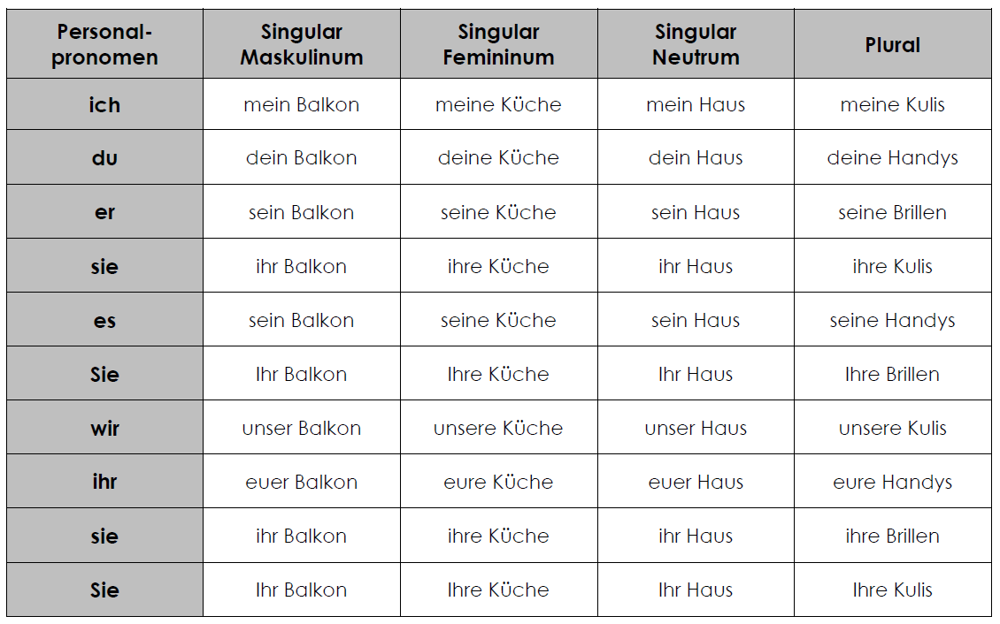 Personal-
pronomen
Singular
Maskulinum
Singular
Femininum
Singular
Neutrum
Plural
ich mein Balkon meine Küche mein Haus meine Kulis
du dein Balkon deine Küche dein Haus deine Handys
er sein Balkon seine Küche sein Haus seine Brillen
sie ihr Balkon ihre Küche ihr Haus ihre Kulis
es sein Balkon seine Küche sein Haus seine Handys
Sie Ihr Balkon Ihre Küche Ihr Haus Ihre Brillen
wir unser Balkon unsere Küche unser Haus unsere Kulis
ihr euer Balkon eure Küche euer Haus eure Handys
sie ihr Balkon ihre Küche ihr Haus ihre Brillen
Sie Ihr Balkon Ihre Küche Ihr Haus Ihre Kulis